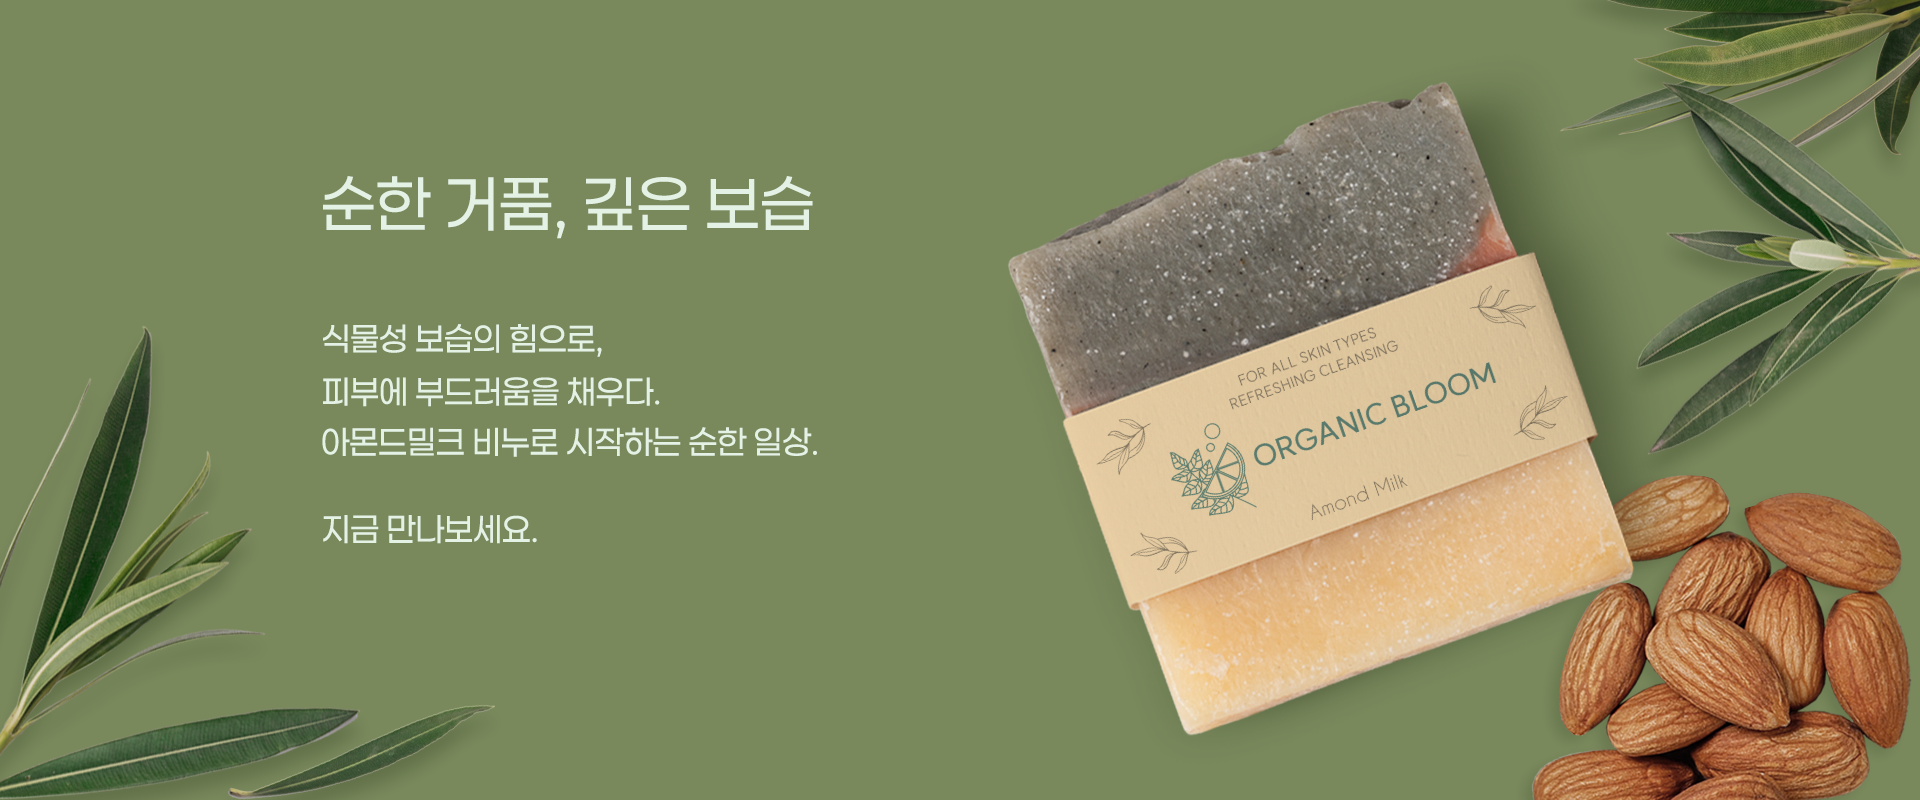 순한 거품, 깊은 보습
식물성 보습의 힘으로,
피부에 부드러움을 채우다.
아몬드밀크 비누로 시작하는 순한 일상.
지금 만나보세요.
FOR ALL SKIN TYPES
REFRESHING CLEANSING
ORGANIC BLOOM
Amond Milk